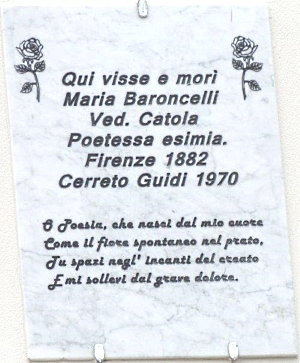 Qui visse e morì
Maria Baroncelli
Ved. Catola
Poetessa esimia.
Firenze 1882
Cerreto Guidi 1970
O Poesia, che nasci dal mio cuore
Come il fiore spontaneo nel prato,
Tu spazi negl' incanti del creato
E mi sollevi dal grave dolore.